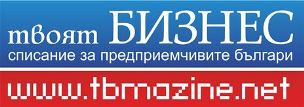 твоят БИЗНЕС
списание за предприемчивите българи
www.tbmazine.net